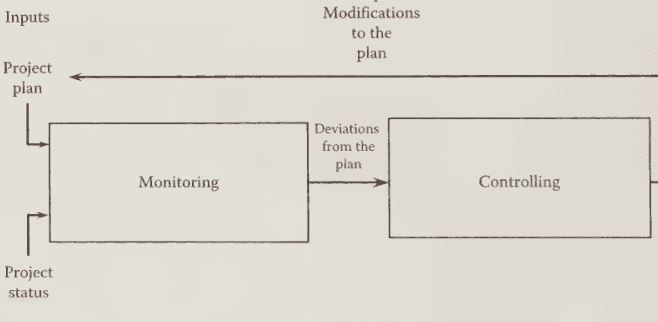 Inputs
Modifications
to the
plan
Project
plan
Deviations
from the
plan
Monitoring
Controlling
Project
status